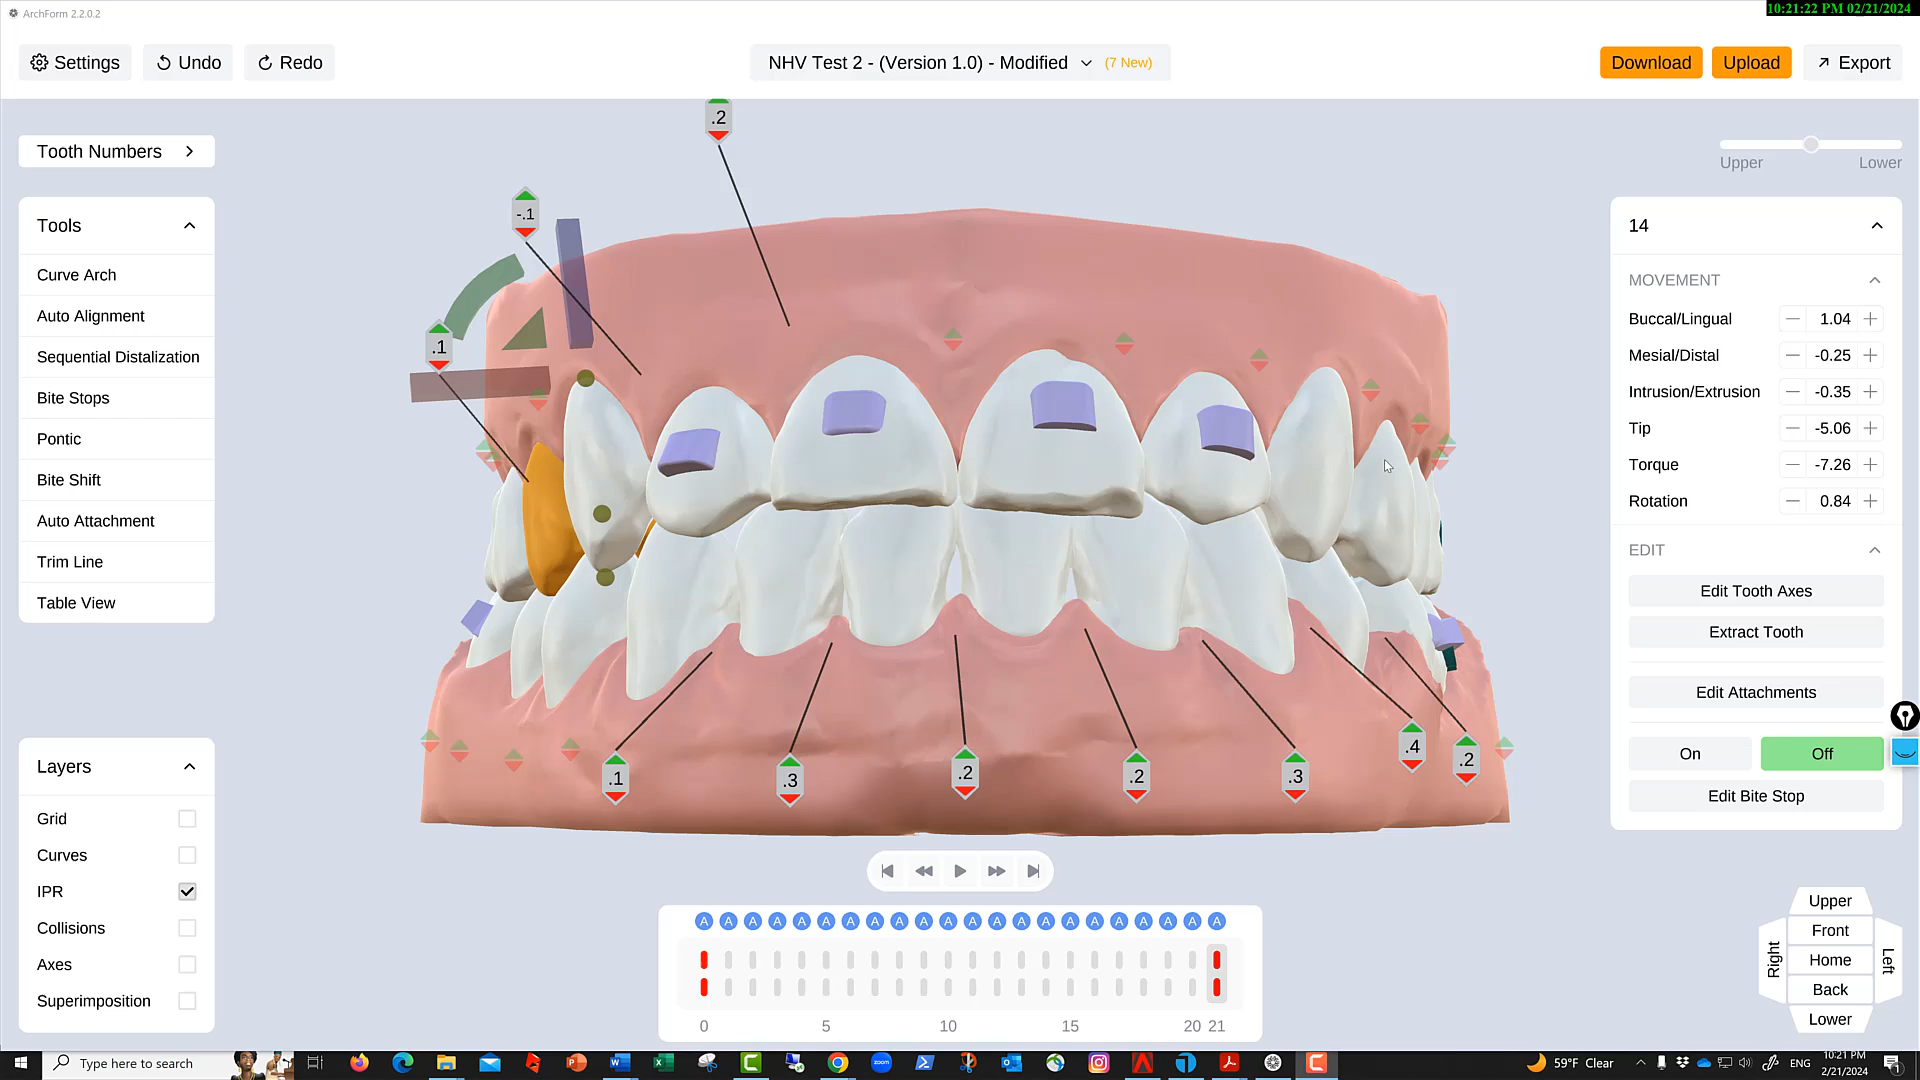 ArchForm 2.2.0.2
10:21:22 PM 02/21/2024
Settings
Undo
Redo
NHV Test 2 - (Version 1.0) - Modified
(7 New)
Download
Upload
Export
Tooth Numbers
Tools
Curve Arch
Auto Alignment
Sequential Distalization
Bite Stops
Pontic
Bite Shift
Auto Attachment
Trim Line
Table View
Layers
Grid
Curves
IPR
Collisions
Axes
Superimposition
.2
-.1
.1
.1
.3
.2
.2
.3
.4
.2
A A A A A A A A A A A A A A A A A A A A A A
0 5 10 15 20 21
Upper Lower
14
MOVEMENT
Buccal/Lingual 1.04
Mesial/Distal -0.25
Intrusion/Extrusion -0.35
Tip -5.06
Torque -7.26
Rotation 0.84
EDIT
Edit Tooth Axes
Extract Tooth
Edit Attachments
On Off
Edit Bite Stop
Upper
Front
Right Home Left
Back
Lower
Type here to search
zoom
59°F Clear
ENG
10:21 PM
2/21/2024
1